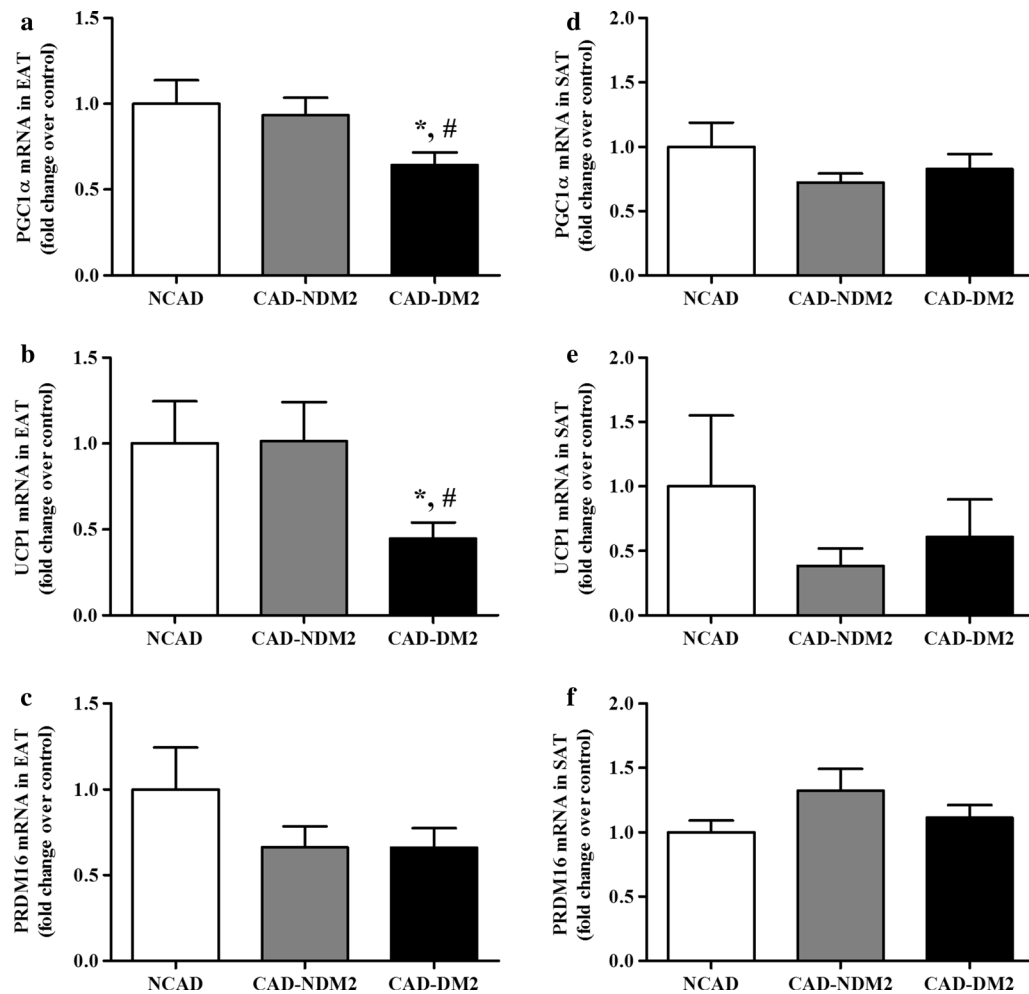 a
PGC1α mRNA in EAT
(fold change over control)
1.5
1.0
0.5
0.0
*, #
NCAD CAD-NDM2 CAD-DM2
d
PGC1α mRNA in SAT
(fold change over control)
2.0
1.5
1.0
0.5
0.0
NCAD CAD-NDM2 CAD-DM2
b
UCP1 mRNA in EAT
(fold change over control)
1.5
1.0
0.5
0.0
*, #
NCAD CAD-NDM2 CAD-DM2
e
UCP1 mRNA in SAT
(fold change over control)
2.0
1.5
1.0
0.5
0.0
NCAD CAD-NDM2 CAD-DM2
c
PRDM16 mRNA in EAT
(fold change over control)
1.5
1.0
0.5
0.0
NCAD CAD-NDM2 CAD-DM2
f
PRDM16 mRNA in SAT
(fold change over control)
2.0
1.5
1.0
0.5
0.0
NCAD CAD-NDM2 CAD-DM2